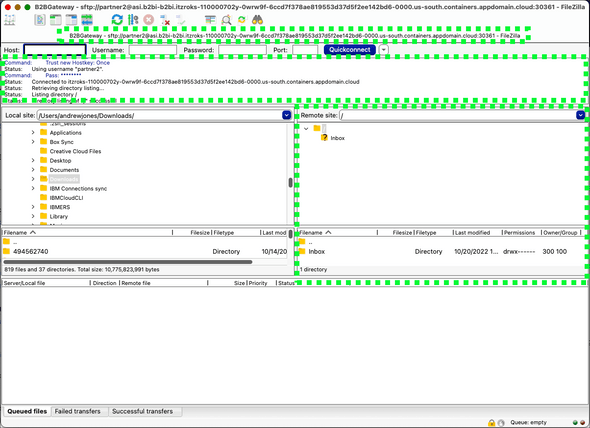 B2BGateway - sftp://partner2@asi.b2bi-b2bi.itzroks-110000702y-0wrw9f-6ccd7f378ae819553d37d5f2ee142bd6-0000.us-south.containers.appdomain.cloud:30361 - FileZilla
B2BGateway - sftp://partner2@asi.b2bi-b2bi.itzroks-110000702y-0wrw9f-6ccd7f378ae819553d37d5f2ee142bd6-0000.us-south.containers.appdomain.cloud:30361 - FileZilla
Host: Username: Password: Port: Quickconnect
Command: Trust new Hostkey: Once
Status: Using username "partner2".
Command: Pass: ********
Status: Connected to itzroks-110000702y-0wrw9f-6ccd7f378ae819553d37d5f2ee142bd6-0000.us-south.containers.appdomain.cloud
Status: Retrieving directory listing...
Status: Listing directory /
Status:
Local site: /Users/andrewjones/Downloads/
Remote site: /
Applications
Box Sync
Creative Cloud Files
Desktop
Documents
IBM Connections sync
IBMCloudCLI
IBMERS
Library
/
Inbox
Filename Filesize Filetype Last mod
..
494562740 Directory 10/14/20
819 files and 37 directories. Total size: 10,775,823,991 bytes
Filename Filesize Filetype Last modified Permissions Owner/Group
..
Inbox Directory 10/20/2022 1... drwx------ 300 100
1 directory
Server/Local file Direction Remote file Size Priority Status
Queued files Failed transfers Successful transfers
Queue: empty